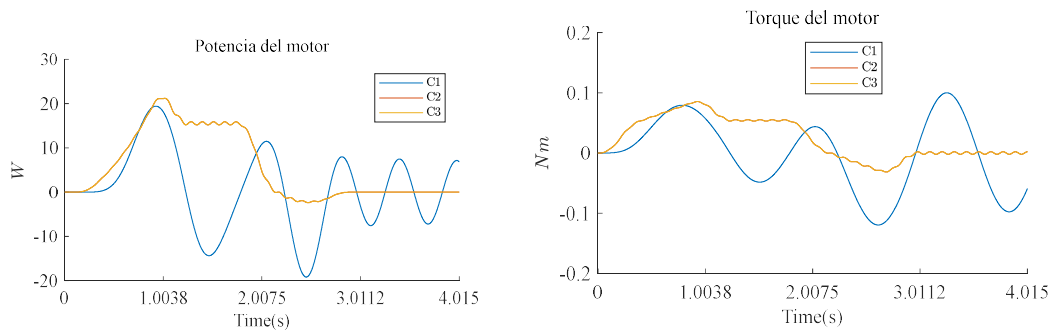 Potencia del motor
30
20
10
0
-10
-20
W
0
1.0038
2.0075
3.0112
4.015
Time(s)
C1
C2
C3
Torque del motor
0.2
0.1
0
-0.1
-0.2
Nm
0
1.0038
2.0075
3.0112
4.015
Time(s)
C1
C2
C3